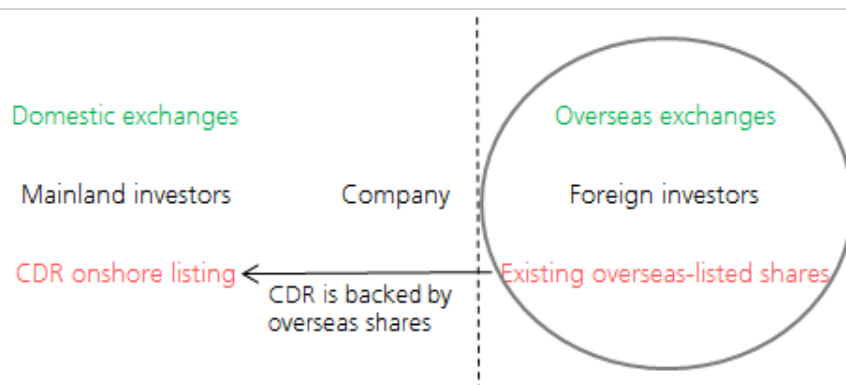 Domestic exchanges
Overseas exchanges
Mainland investors
Company
Foreign investors
CDR onshore listing
Existing overseas-listed shares
CDR is backed by
overseas shares